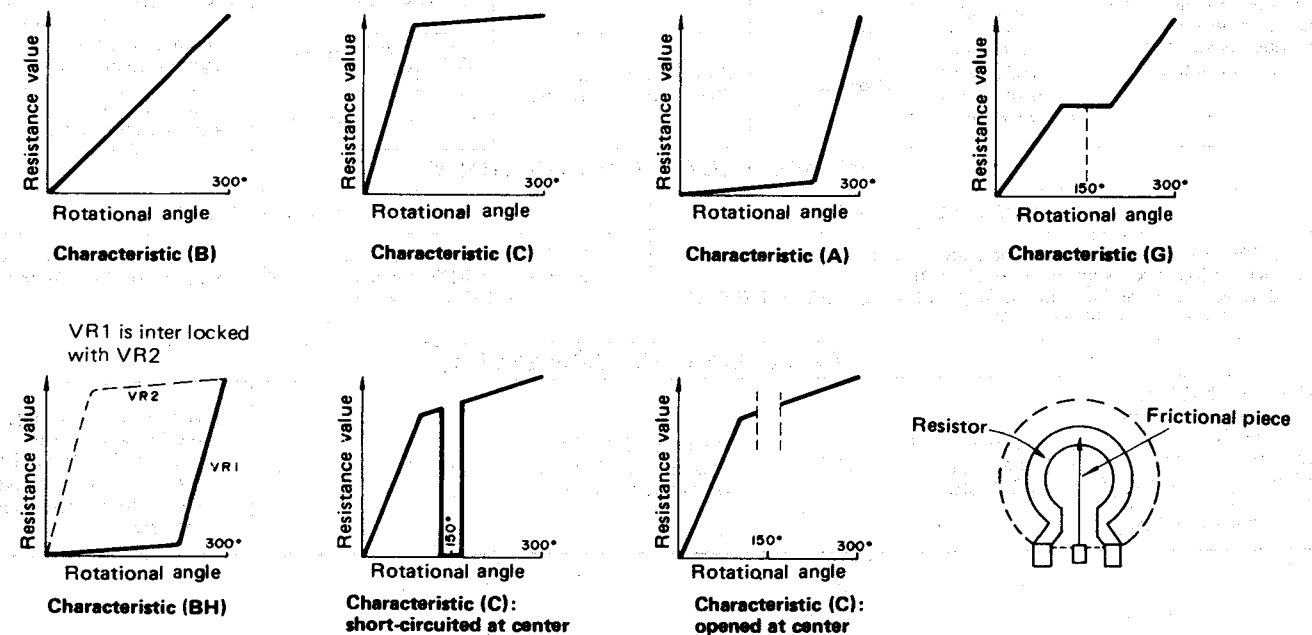 Resistance value
300°
Rotational angle
Characteristic (B)
Resistance value
300°
Rotational angle
Characteristic (C)
Resistance value
300°
Rotational angle
Characteristic (A)
Resistance value
150°
300°
Rotational angle
Characteristic (G)
VR1 is inter locked
with VR2
Resistance value
VR2
VR1
300°
Rotational angle
Characteristic (BH)
Resistance value
150°
300°
Rotational angle
Characteristic (C):
short-circuited at center
Resistance value
150°
300°
Rotational angle
Characteristic (C):
opened at center
Resistor
Frictional piece